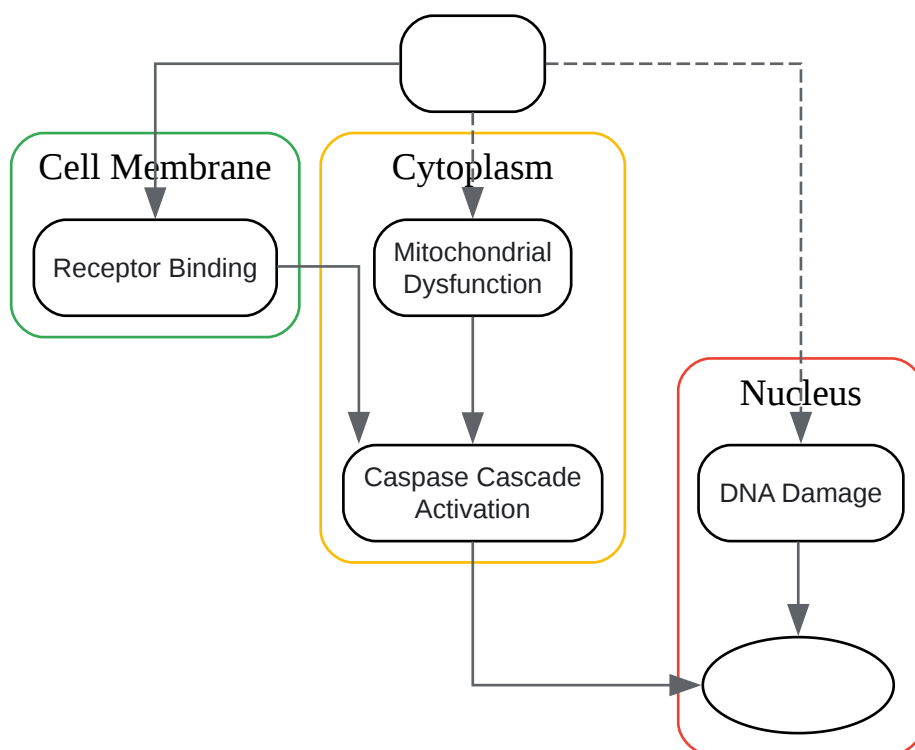 Cell Membrane
Cytoplasm
Receptor Binding
Mitochondrial
Dysfunction
Nucleus
Caspase Cascade
Activation
DNA Damage